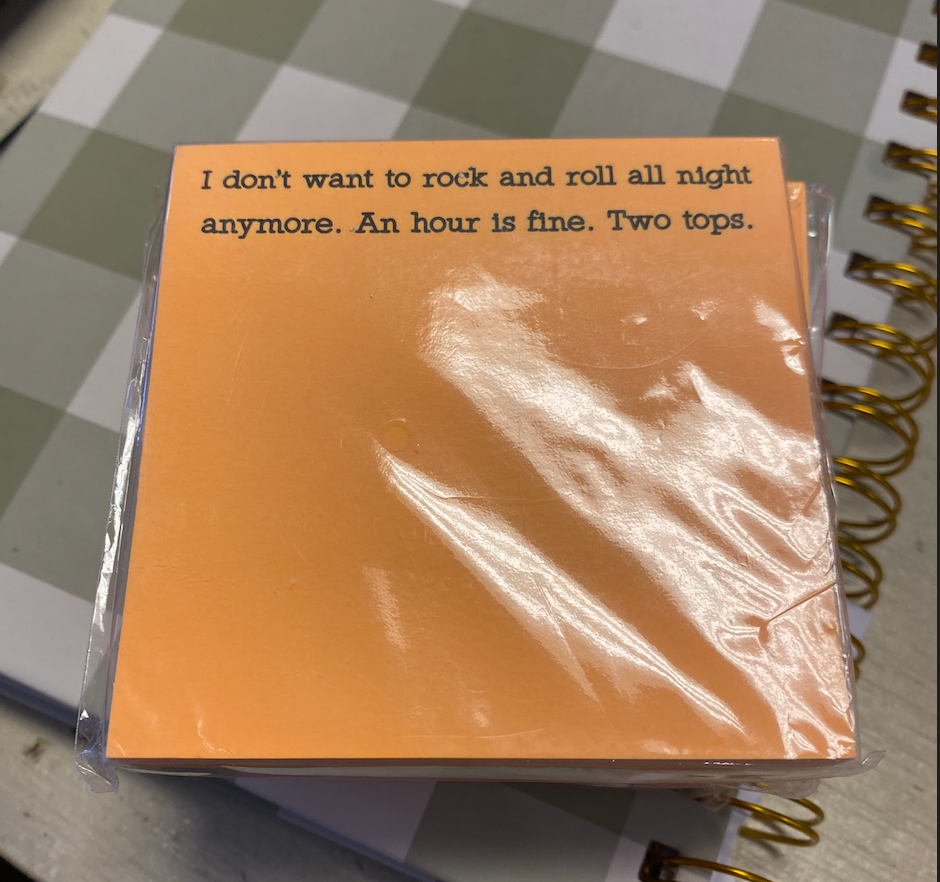 I don't want to rock and roll all night
anymore. An hour is fine. Two tops.